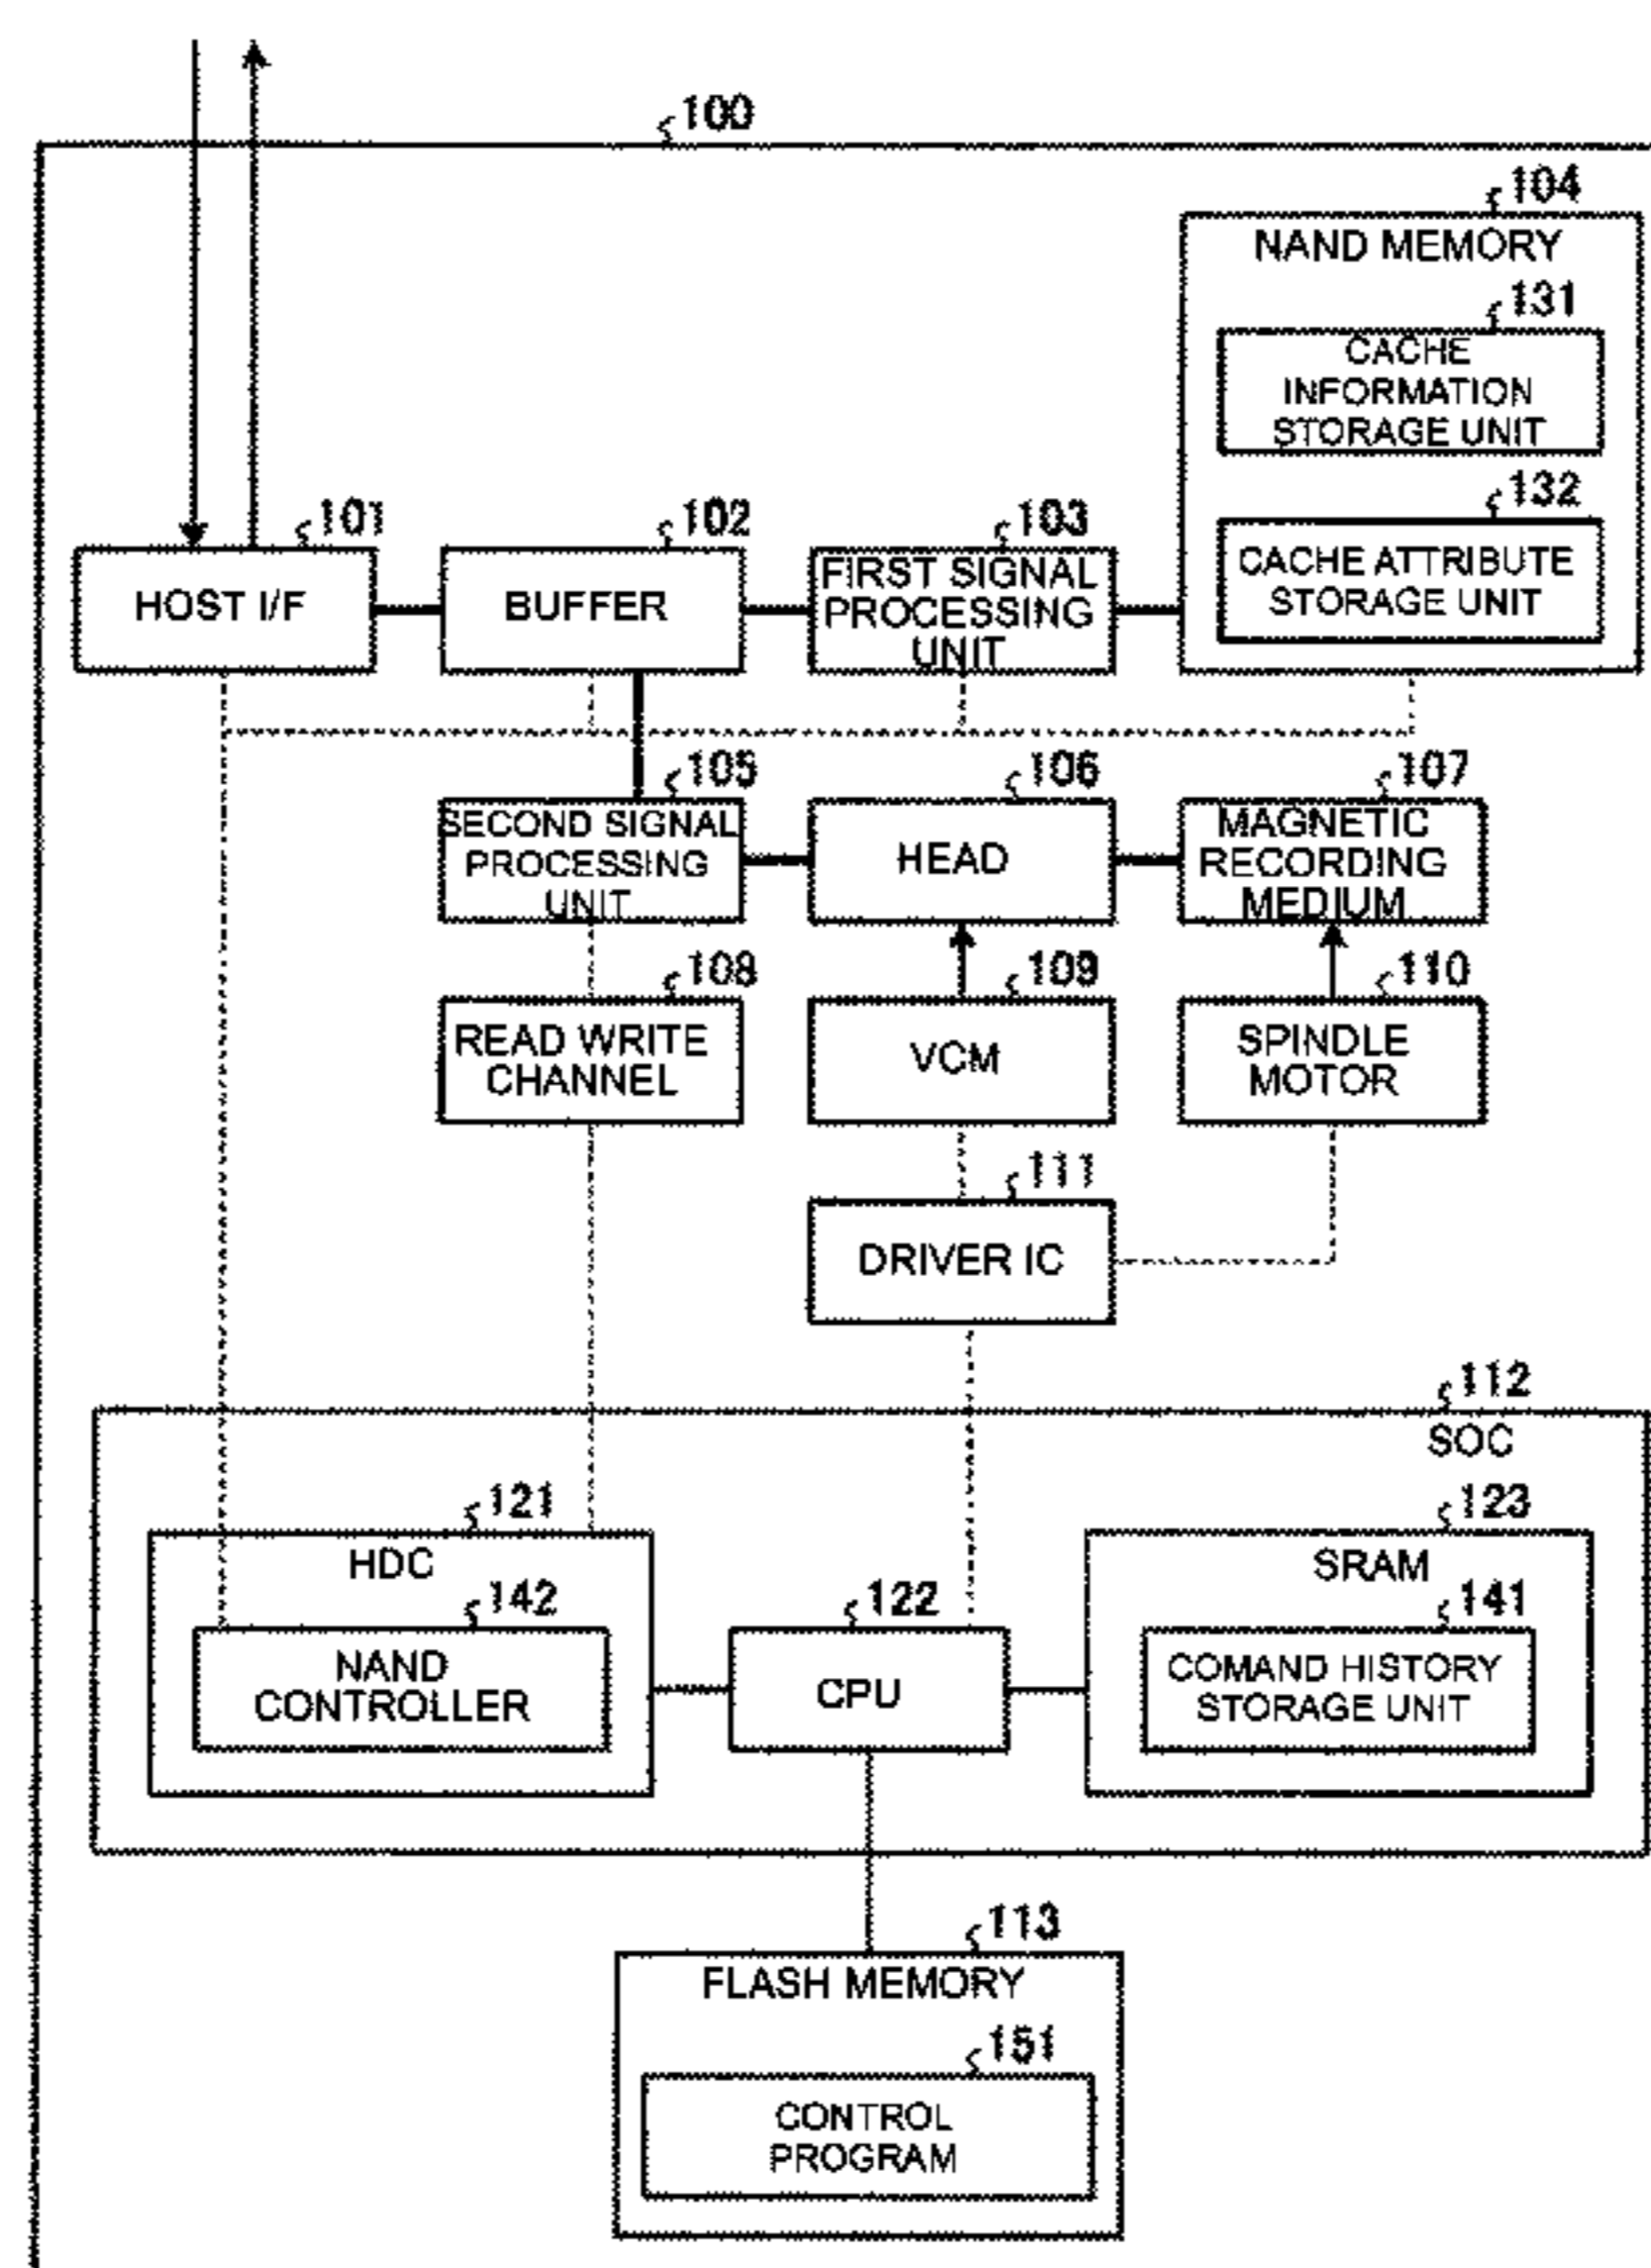 100
104
NAND MEMORY
131
CACHE
INFORMATION
STORAGE UNIT
132
CACHE ATTRIBUTE
STORAGE UNIT
101
HOST I/F
102
BUFFER
103
FIRST SIGNAL
PROCESSING
UNIT
105
SECOND SIGNAL
PROCESSING
UNIT
106
HEAD
107
MAGNETIC
RECORDING
MEDIUM
108
READ WRITE
CHANNEL
109
VCM
110
SPINDLE
MOTOR
111
DRIVER IC
112
SOC
121
HDC
142
NAND
CONTROLLER
122
CPU
123
SRAM
141
COMAND HISTORY
STORAGE UNIT
113
FLASH MEMORY
151
CONTROL
PROGRAM